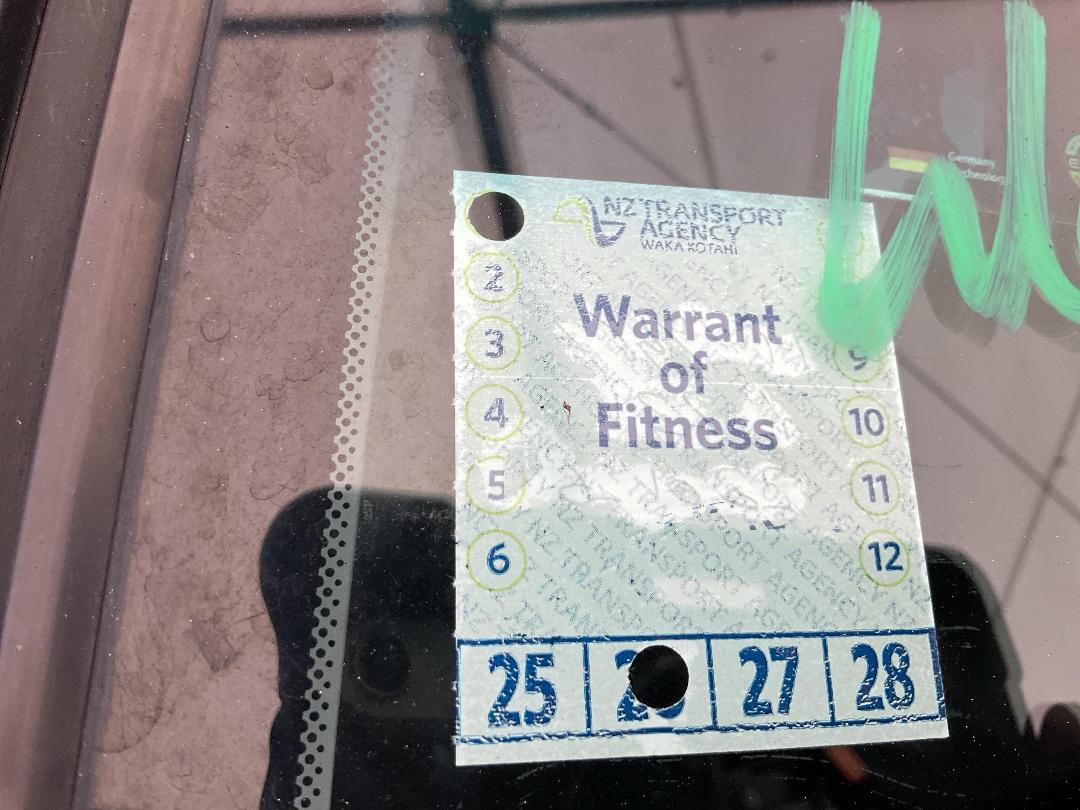 NZ TRANSPORT
AGENCY
WAKA KOTAHI
Warrant
of
Fitness
2
3
4
5
6
9
10
11
12
25
27
28
Germany